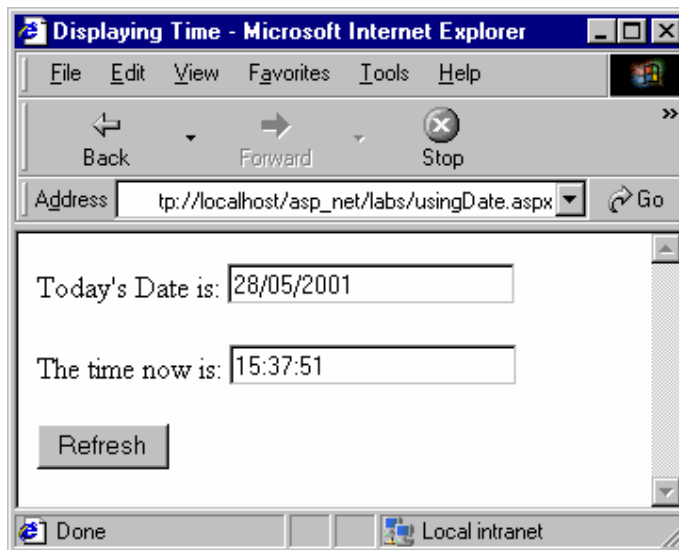 Displaying Time - Microsoft Internet Explorer
File Edit View Favorites Tools Help
Back Forward Stop »
Address tp://localhost/asp_net/labs/usingDate.aspx Go
Today's Date is: 28/05/2001
The time now is: 15:37:51
Refresh
Done Local intranet